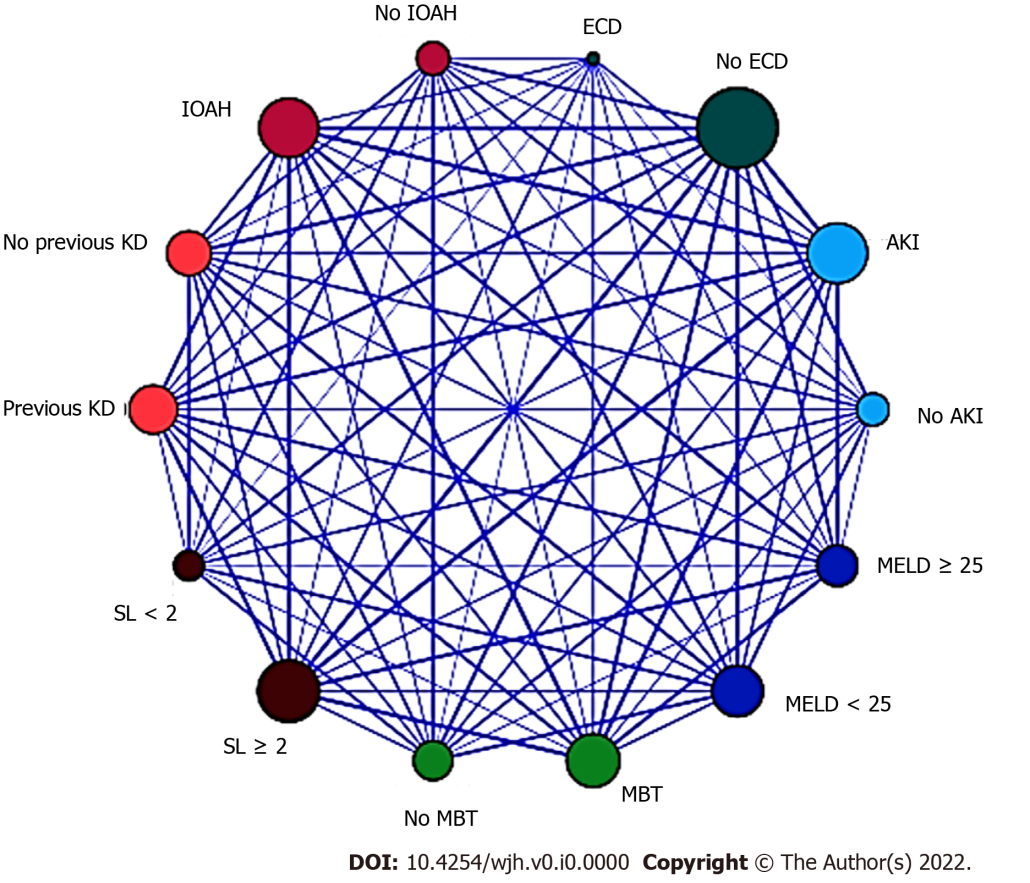 No IOAH
ECD
No ECD
IOAH
No previous KD
AKI
Previous KD
No AKI
MELD ≥ 25
SL < 2
MELD < 25
SL ≥ 2
MBT
No MBT
DOI: 10.4254/wjh.v0.i0.0000 Copyright © The Author(s) 2022.